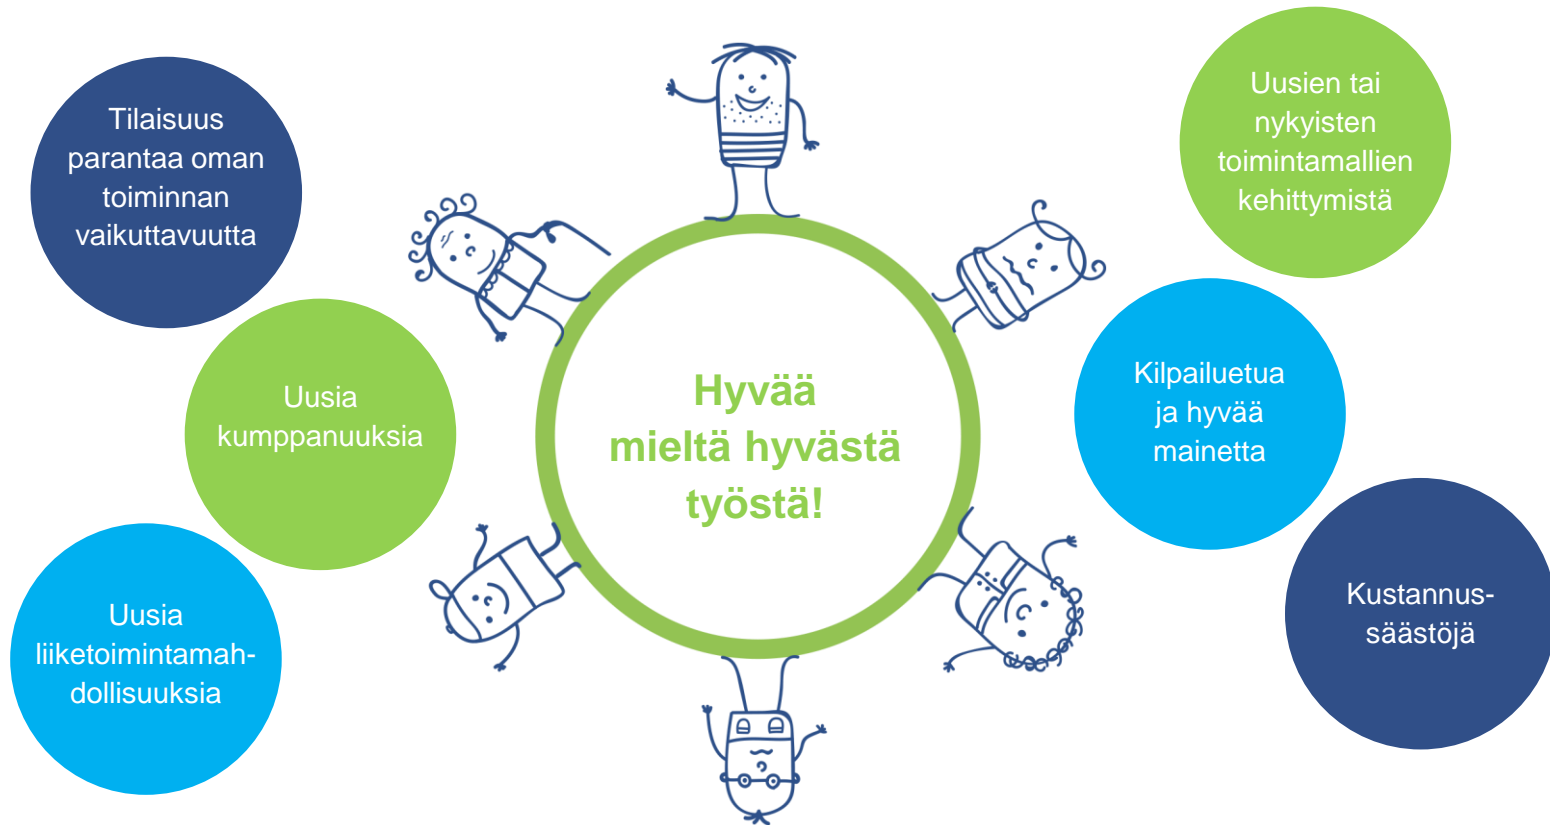 Tilaisuus
parantaa oman
toiminnan
vaikuttavuutta
Uusia
kumppanuuksia
Uusia
liiketoimintamah-
dollisuuksia
Hyvää
mieltä hyvästä
työstä!
Uusien tai
nykyisten
toimintamallien
kehittymistä
Kilpailuetua
ja hyvää
mainetta
Kustannus-
säästöjä